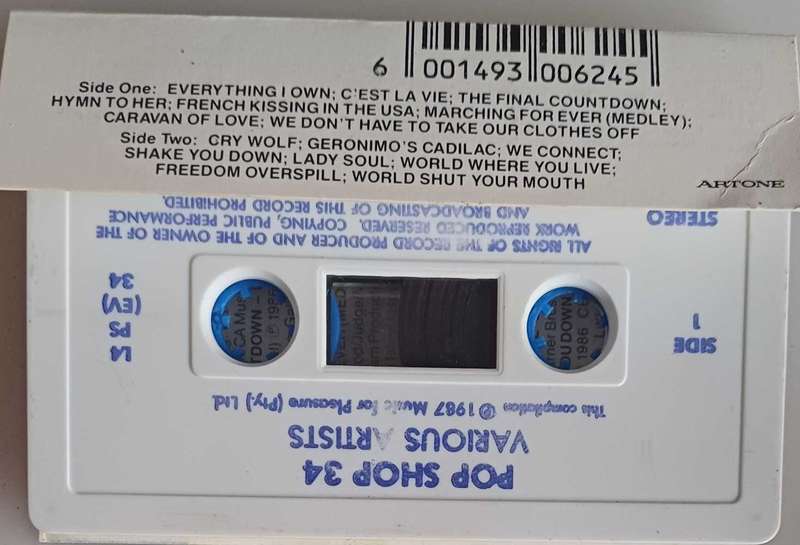 6 001493 006245
Side One: EVERYTHING I OWN; C'EST LA VIE; THE FINAL COUNTDOWN;
HYMN TO HER; FRENCH KISSING IN THE USA; MARCHING FOR EVER (MEDLEY);
CARAVAN OF LOVE; WE DON'T HAVE TO TAKE OUR CLOTHES OFF
Side Two: CRY WOLF; GERONIMO'S CADILAC; WE CONNECT;
SHAKE YOU DOWN; LADY SOUL; WORLD WHERE YOU LIVE;
FREEDOM OVERSPILL; WORLD SHUT YOUR MOUTH
ARTONE
POP SHOP 34
VARIOUS ARTISTS
This compilation ℗ 1987 Music for Pleasure (Pty.) Ltd.
SIDE
1
L4
PS
(EV)
34
STEREO
ALL RIGHTS OF THE RECORD PRODUCER AND OF THE OWNER OF THE
WORK REPRODUCED RESERVED. COPYING, PUBLIC PERFORMANCE
AND BROADCASTING OF THIS RECORD PROHIBITED.